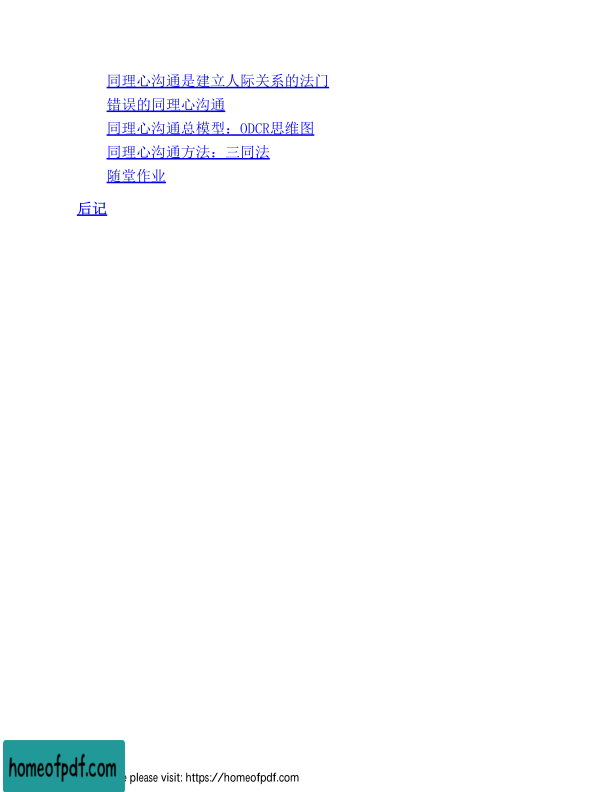 同理心沟通是建立人际关系的法门
错误的同理心沟通
同理心沟通总模型：ODCR思维图
同理心沟通方法：三同法
随堂作业
后记
homeofpdf.com
please visit: https://homeofpdf.com